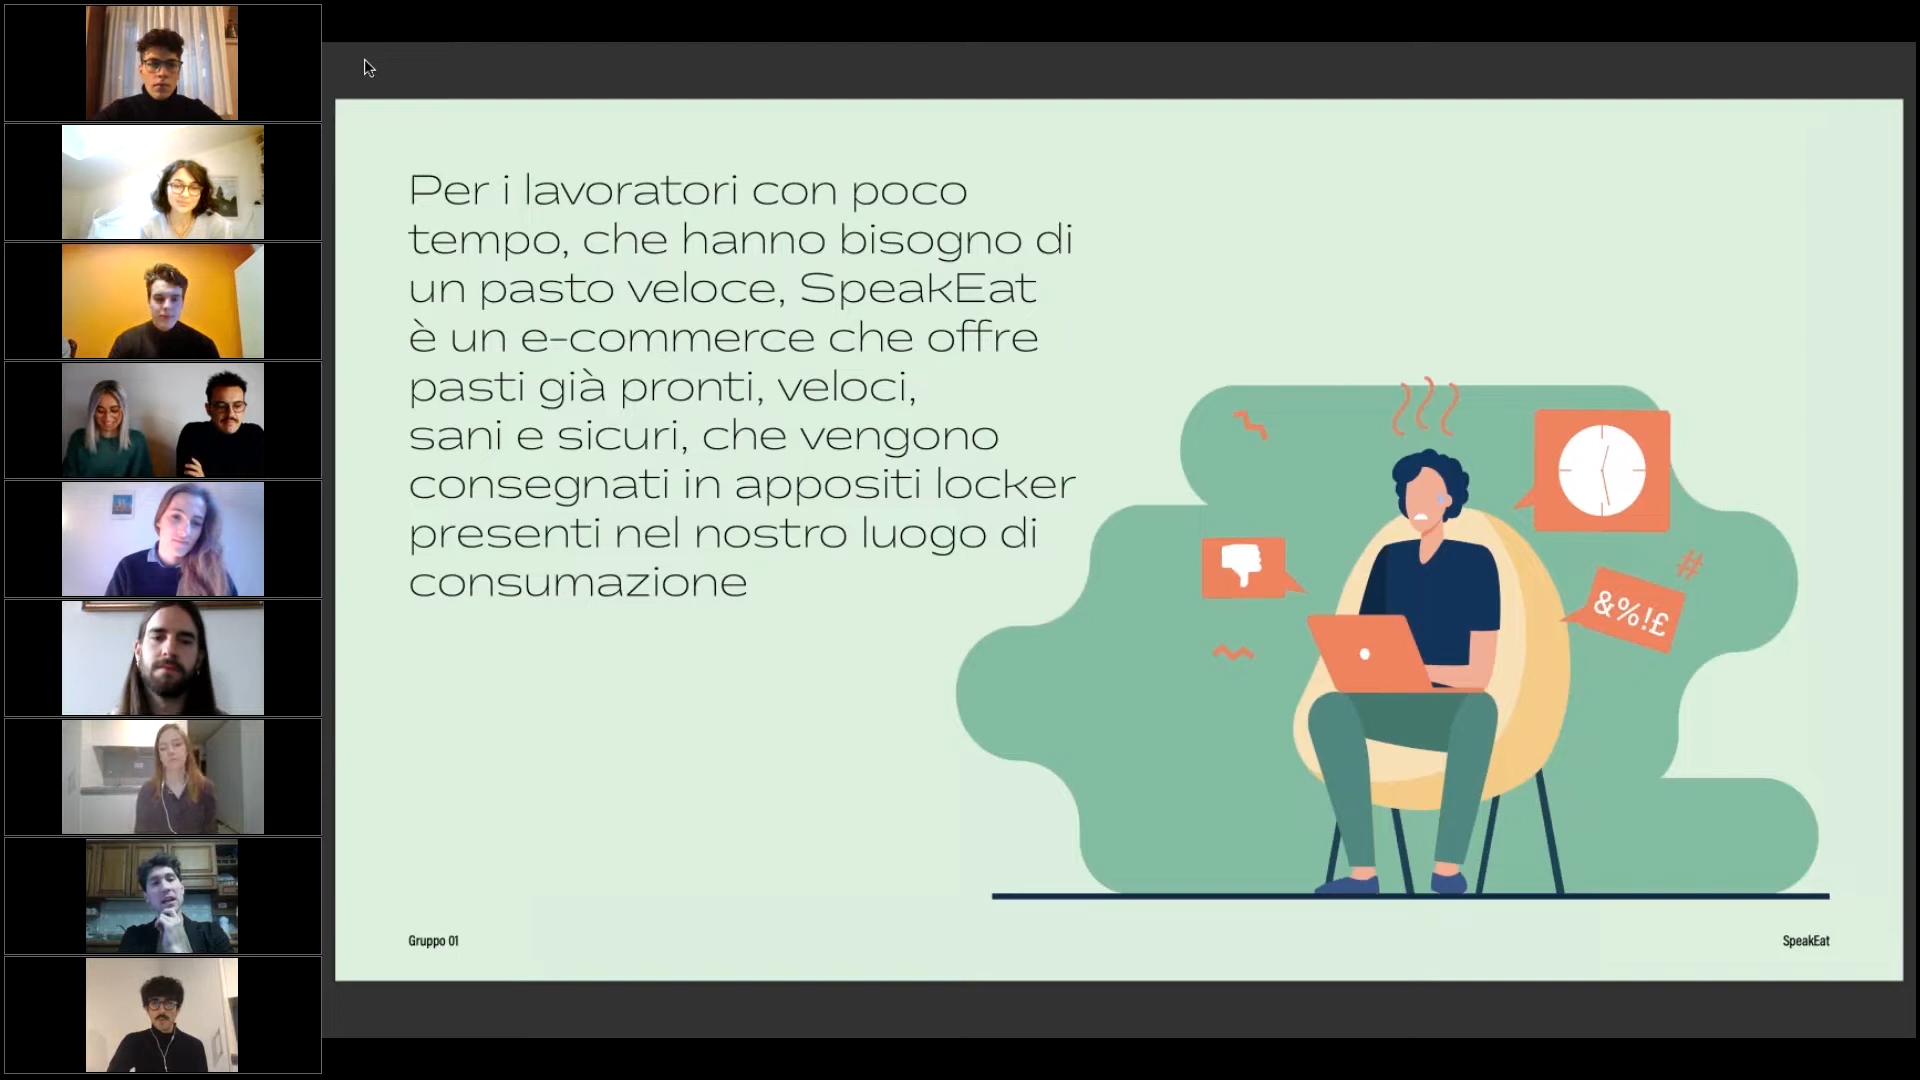 Per i lavoratori con poco
tempo, che hanno bisogno di
un pasto veloce, SpeakEat
è un e-commerce che offre
pasti già pronti, veloci,
sani e sicuri, che vengono
consegnati in appositi locker
presenti nel nostro luogo di
consumazione
#
&%!£
Gruppo 01
SpeakEat